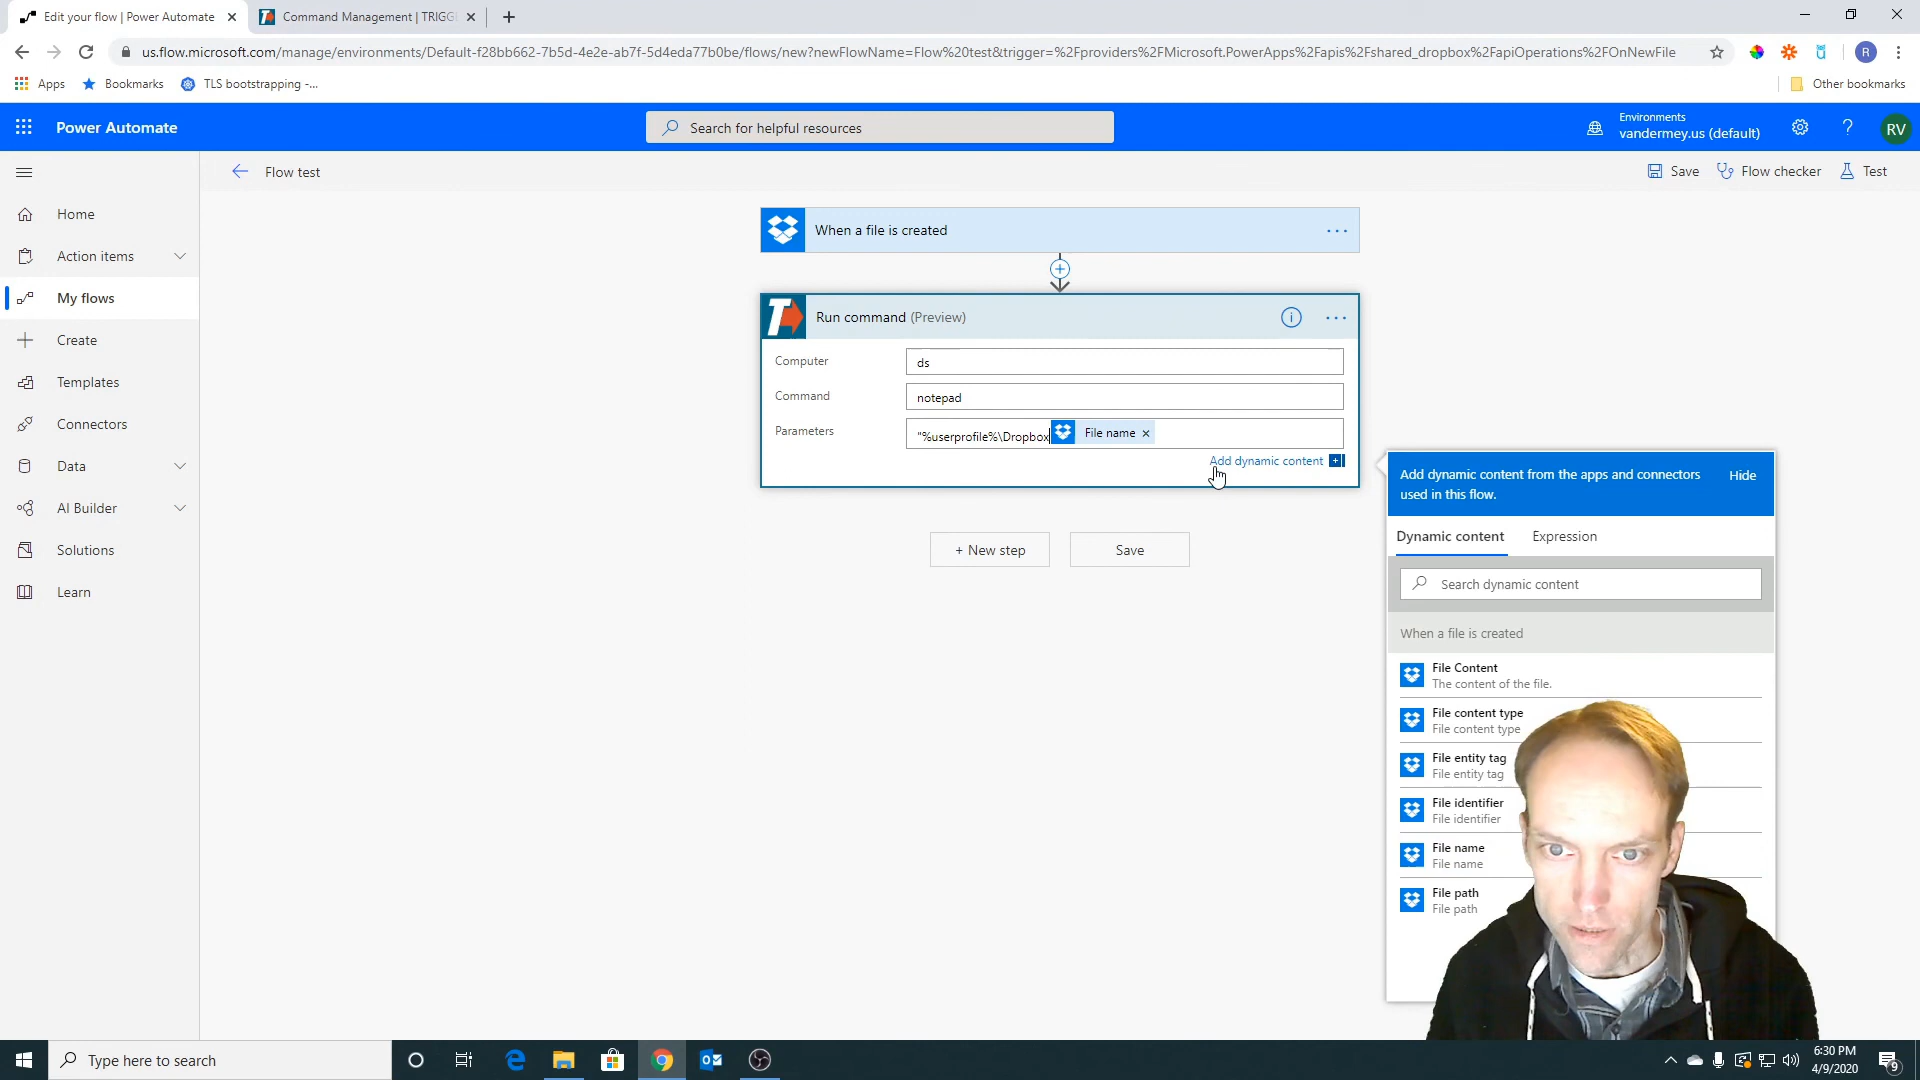 Edit your flow | Power Automate
Command Management | TRIGG
us.flow.microsoft.com/manage/environments/Default-f28bb662-7b5d-4e2e-ab7f-5d4eda77b0be/flows/new?newFlowName=Flow%20test&trigger=%2Fproviders%2FMicrosoft.PowerApps%2Fapis%2Fshared_dropbox%2FapiOperations%2FOnNewFile
R
Apps
Bookmarks
TLS bootstrapping -...
Other bookmarks
Power Automate
Search for helpful resources
Environments
vandermey.us (default)
?
RV
Flow test
Save
Flow checker
Test
Home
Action items
My flows
Create
Templates
Connectors
Data
AI Builder
Solutions
Learn
When a file is created
T
Run command (Preview)
Computer
ds
Command
notepad
Parameters
"%userprofile%\Dropbox
File name
Add dynamic content
+ New step
Save
Add dynamic content from the apps and connectors
used in this flow.
Hide
Dynamic content
Expression
Search dynamic content
When a file is created
File Content
The content of the file.
File content type
File content type
File entity tag
File entity tag
File identifier
File identifier
File name
File name
File path
File path
Type here to search
6:30 PM
4/9/2020
9